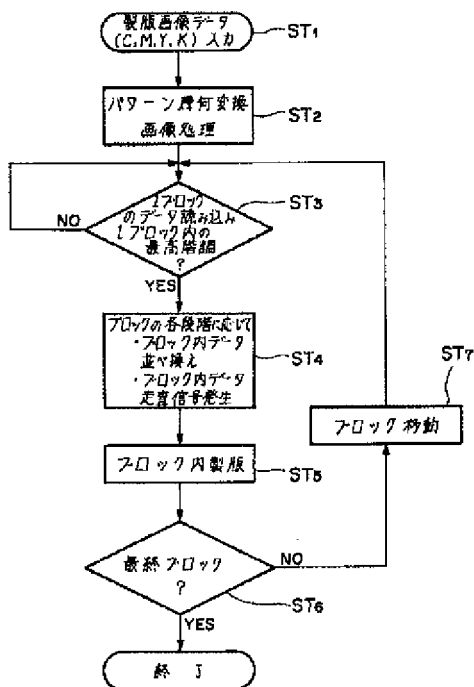 製版画像データ
(C,M,Y,K) 入力
ST1
パターン幾何変換
画像処理
ST2
1ブロック
のデータ読み込み
1ブロック内の
最高階調
?
ST3
NO
YES
ブロックの各段階に応じて
・ブロック内データ
並べ換え
・ブロック内データ
走査信号発生
ST4
ST7
ブロック移動
ブロック内製版
ST5
最終ブロック
?
NO
ST6
YES
終 了